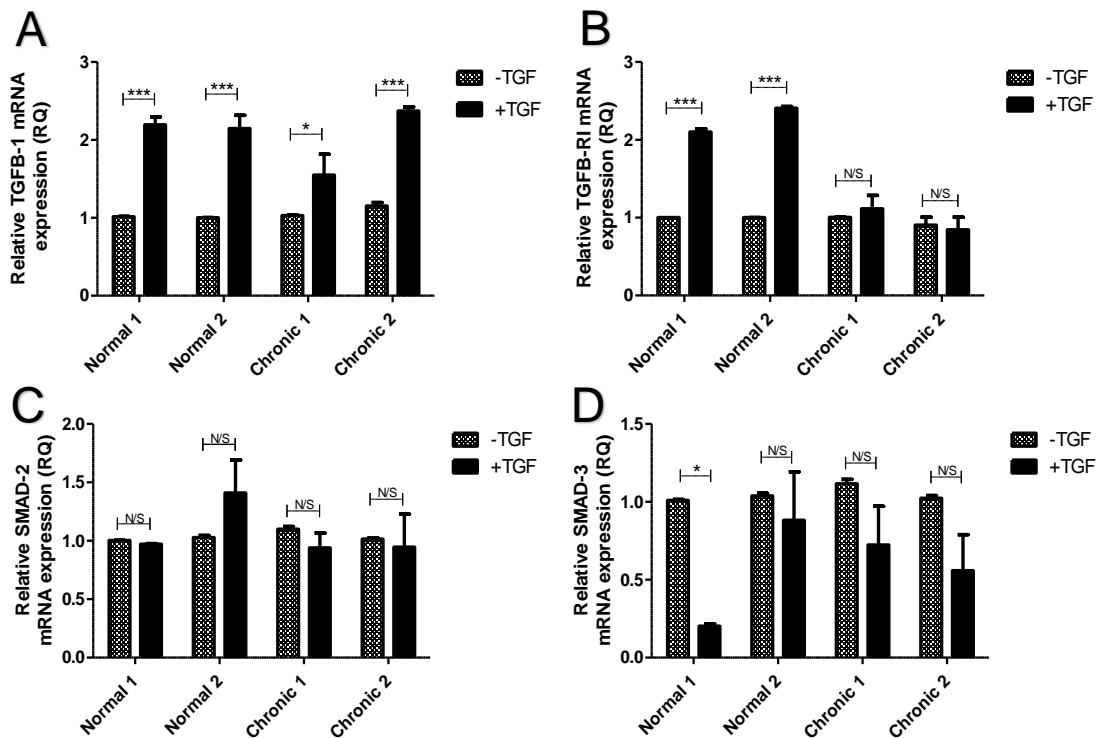 A
Relative TGFB-1 mRNA
expression (RQ)
3
2
1
0
***
***
*
***
-TGF
+TGF
Normal 1
Normal 2
Chronic 1
Chronic 2
B
Relative TGFB-RI mRNA
expression (RQ)
3
2
1
0
***
***
N/S
N/S
-TGF
+TGF
Normal 1
Normal 2
Chronic 1
Chronic 2
C
Relative SMAD-2
mRNA expression (RQ)
2.0
1.5
1.0
0.5
0.0
N/S
N/S
N/S
N/S
-TGF
+TGF
Normal 1
Normal 2
Chronic 1
Chronic 2
D
Relative SMAD-3
mRNA expression (RQ)
1.5
1.0
0.5
0.0
*
N/S
N/S
N/S
-TGF
+TGF
Normal 1
Normal 2
Chronic 1
Chronic 2